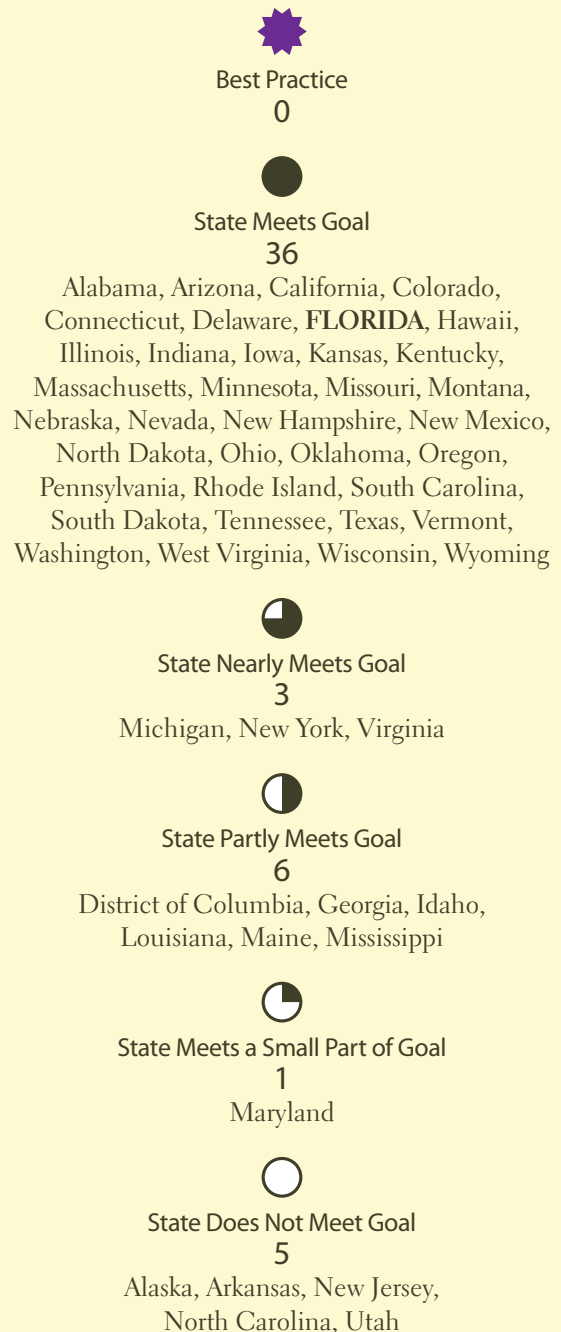 Best Practice
0
State Meets Goal
36
Alabama, Arizona, California, Colorado,
Connecticut, Delaware, FLORIDA, Hawaii,
Illinois, Indiana, Iowa, Kansas, Kentucky,
Massachusetts, Minnesota, Missouri, Montana,
Nebraska, Nevada, New Hampshire, New Mexico,
North Dakota, Ohio, Oklahoma, Oregon,
Pennsylvania, Rhode Island, South Carolina,
South Dakota, Tennessee, Texas, Vermont,
Washington, West Virginia, Wisconsin, Wyoming
State Nearly Meets Goal
3
Michigan, New York, Virginia
State Partly Meets Goal
6
District of Columbia, Georgia, Idaho,
Louisiana, Maine, Mississippi
State Meets a Small Part of Goal
1
Maryland
State Does Not Meet Goal
5
Alaska, Arkansas, New Jersey,
North Carolina, Utah